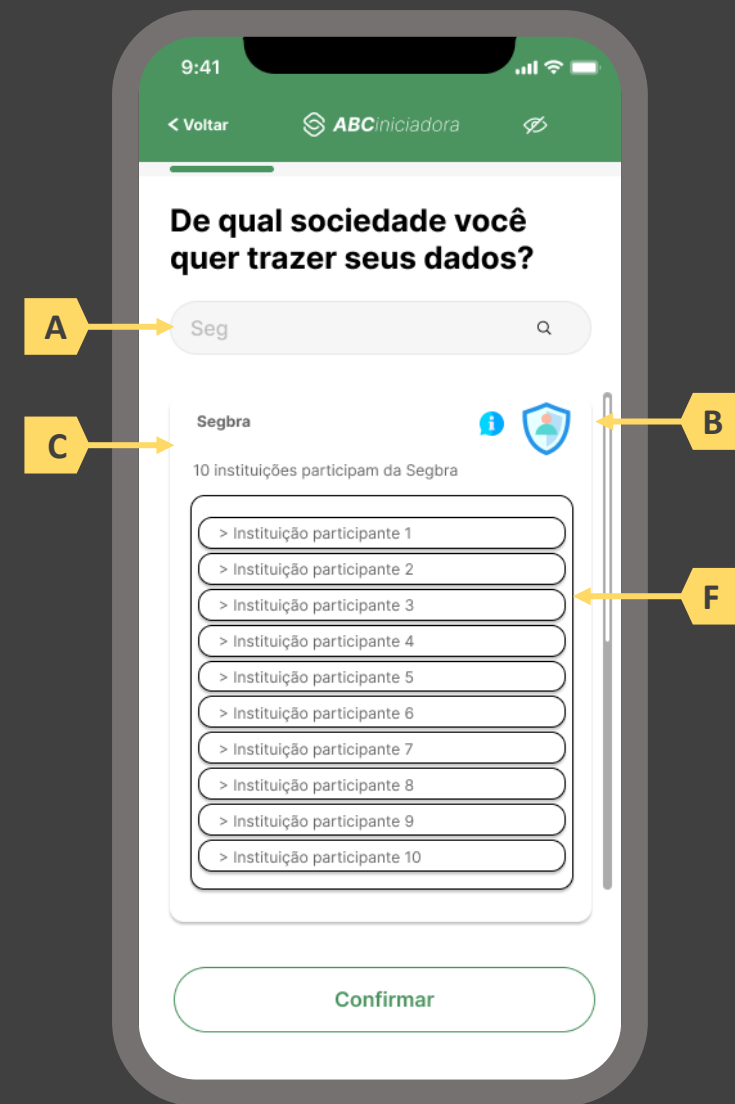 9:41
< Voltar
ABCiniciadora
De qual sociedade você
quer trazer seus dados?
A
Seg
B
C
Segbra
10 instituições participam da Segbra
> Instituição participante 1
> Instituição participante 2
> Instituição participante 3
F
> Instituição participante 4
> Instituição participante 5
> Instituição participante 6
> Instituição participante 7
> Instituição participante 8
> Instituição participante 9
> Instituição participante 10
Confirmar